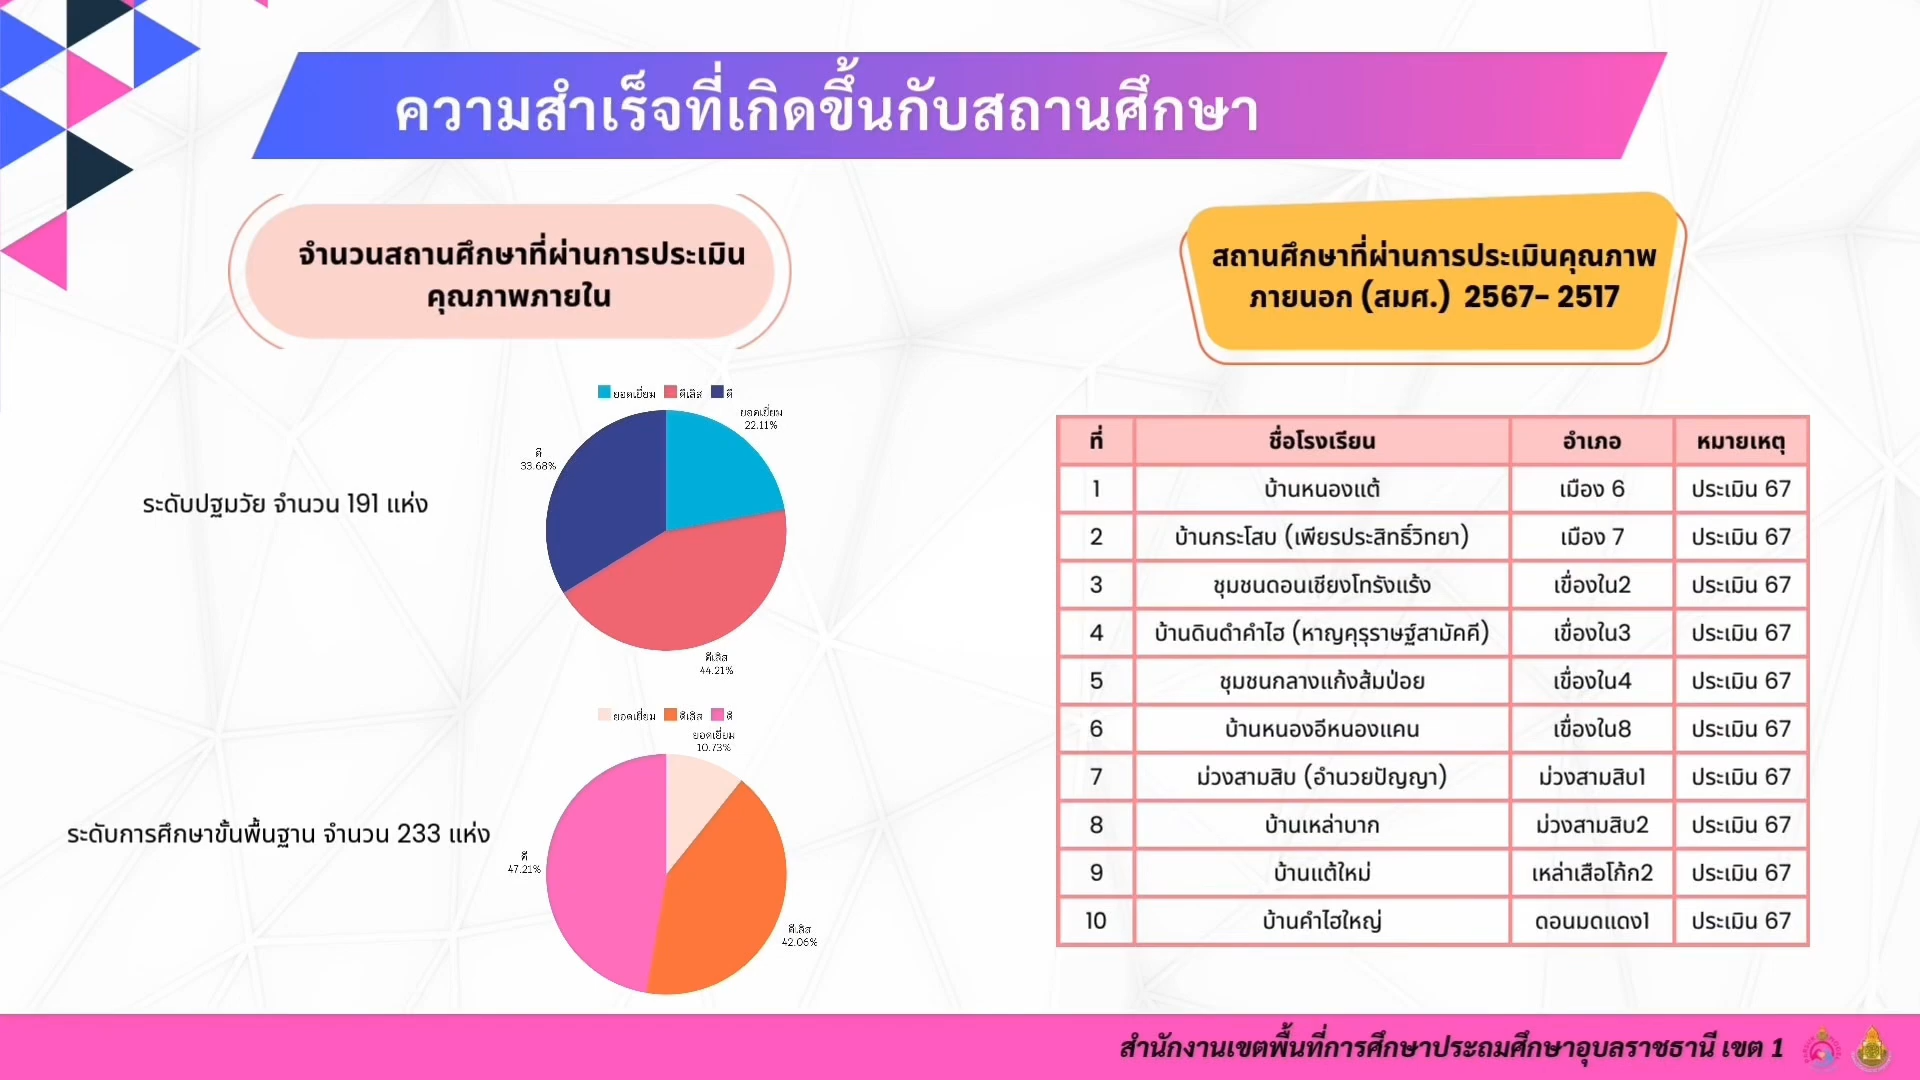 ความสำเร็จที่เกิดขึ้นกับสถานศึกษา
จำนวนสถานศึกษาที่ผ่านการประเมิน
คุณภาพภายใน
ยอดเยี่ยม ดีเลิศ ดี
ยอดเยี่ยม
22.11%
ดี
33.68%
ระดับปฐมวัย จำนวน 191 แห่ง
ดีเลิศ
44.21%
ยอดเยี่ยม ดีเลิศ ดี
ยอดเยี่ยม
10.73%
ระดับการศึกษาขั้นพื้นฐาน จำนวน 233 แห่ง
ดี
47.21%
ดีเลิศ
42.06%
สถานศึกษาที่ผ่านการประเมินคุณภาพ
ภายนอก (สมศ.) 2567- 2517
ที่ ชื่อโรงเรียน อำเภอ หมายเหตุ
1 บ้านหนองแต้ เมือง 6 ประเมิน 67
2 บ้านกระโสบ (เพียรประสิทธิ์วิทยา) เมือง 7 ประเมิน 67
3 ชุมชนดอนเชียงโทรังแร้ง เขื่องใน2 ประเมิน 67
4 บ้านดินดำคำไฮ (หาญคุรุราษฎร์สามัคคี) เขื่องใน3 ประเมิน 67
5 ชุมชนกลางแก้งส้มป่อย เขื่องใน4 ประเมิน 67
6 บ้านหนองอีหนองแคน เขื่องใน8 ประเมิน 67
7 ม่วงสามสิบ (อำนวยปัญญา) ม่วงสามสิบ1 ประเมิน 67
8 บ้านเหล่าบาก ม่วงสามสิบ2 ประเมิน 67
9 บ้านแต้ใหม่ เหล่าเสือโก้ก2 ประเมิน 67
10 บ้านคำไฮใหญ่ ดอนมดแดง1 ประเมิน 67
สำนักงานเขตพื้นที่การศึกษาประถมศึกษาอุบลราชธานี เขต 1